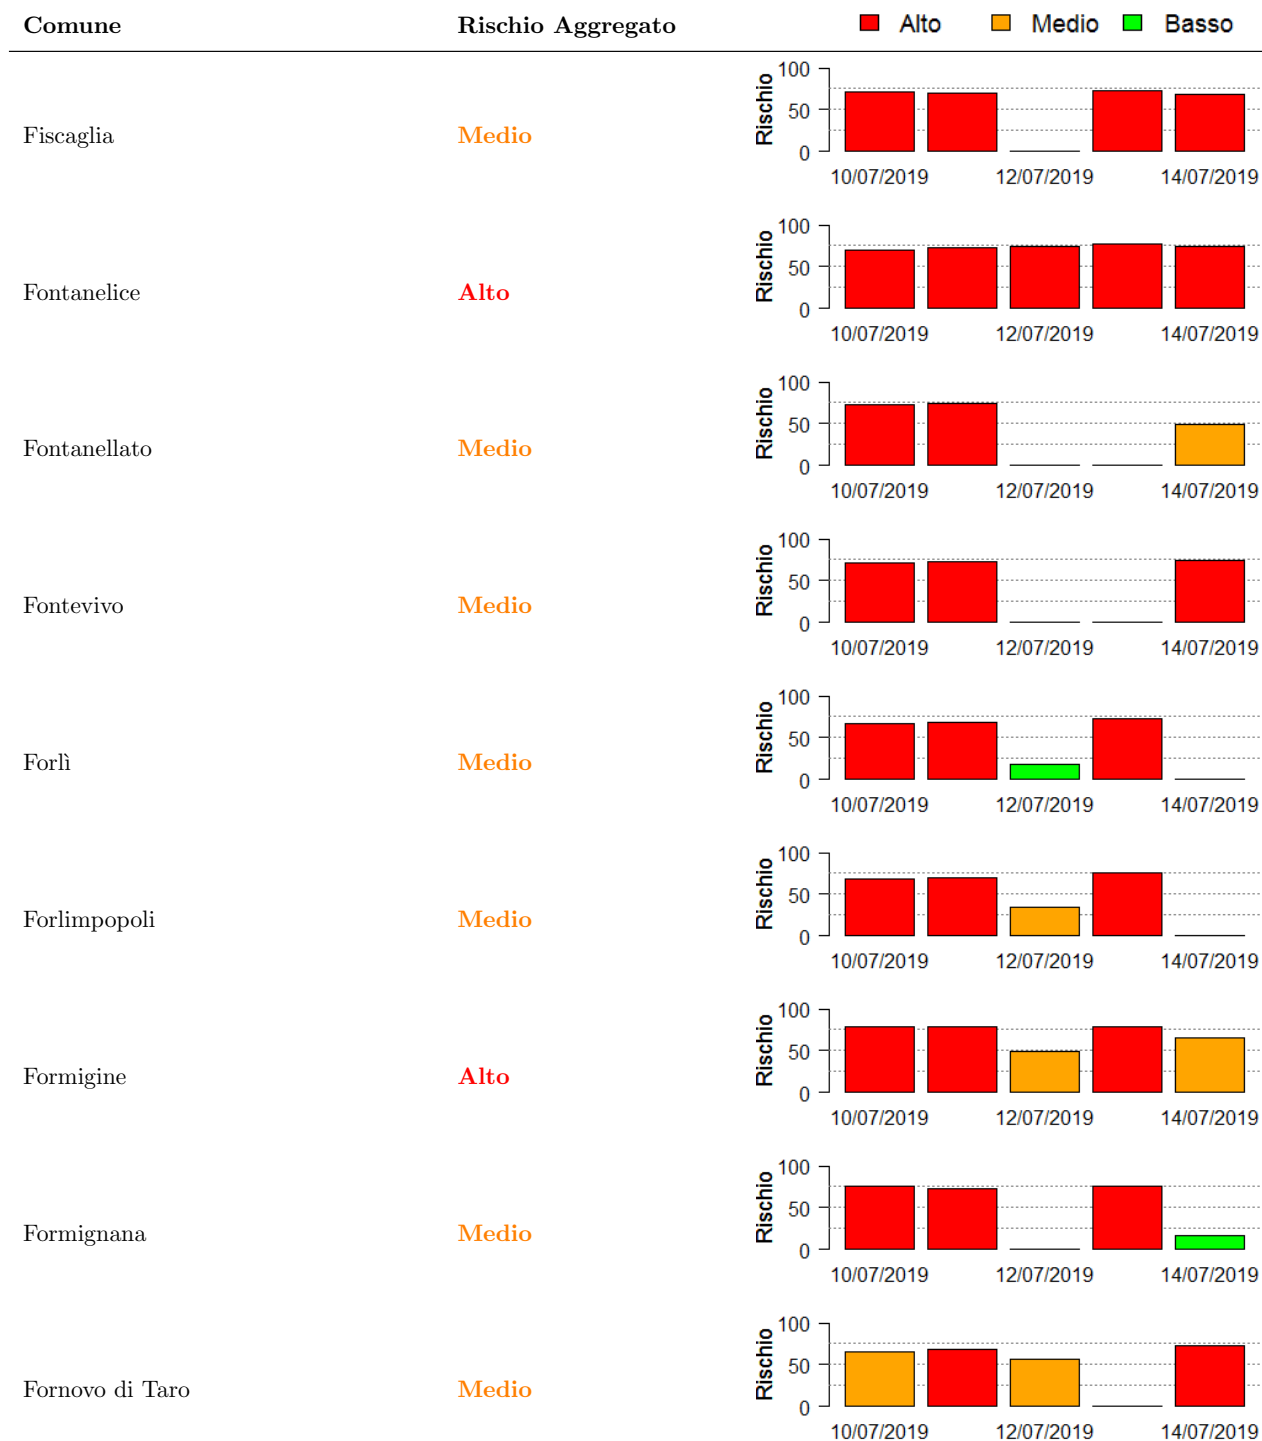 Comune Rischio Aggregato Alto Medio Basso
Fiscaglia Medio
Rischio
100
50
0
10/07/2019 12/07/2019 14/07/2019
Fontanelice Alto
Rischio
100
50
0
10/07/2019 12/07/2019 14/07/2019
Fontanellato Medio
Rischio
100
50
0
10/07/2019 12/07/2019 14/07/2019
Fontevivo Medio
Rischio
100
50
0
10/07/2019 12/07/2019 14/07/2019
Forlì Medio
Rischio
100
50
0
10/07/2019 12/07/2019 14/07/2019
Forlimpopoli Medio
Rischio
100
50
0
10/07/2019 12/07/2019 14/07/2019
Formigine Alto
Rischio
100
50
0
10/07/2019 12/07/2019 14/07/2019
Formignana Medio
Rischio
100
50
0
10/07/2019 12/07/2019 14/07/2019
Fornovo di Taro Medio
Rischio
100
50
0
10/07/2019 12/07/2019 14/07/2019